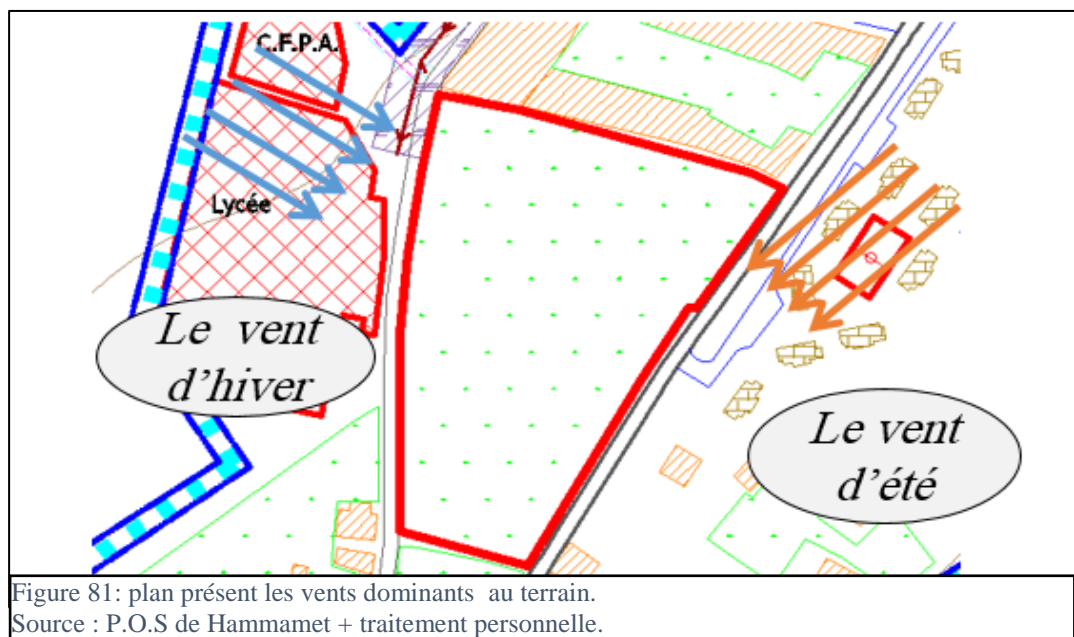 C.F.P.A.
Lycée
Le vent
d'hiver
Le vent
d'été
Figure 81: plan présent les vents dominants au terrain.
Source : P.O.S de Hammamet + traitement personnelle.